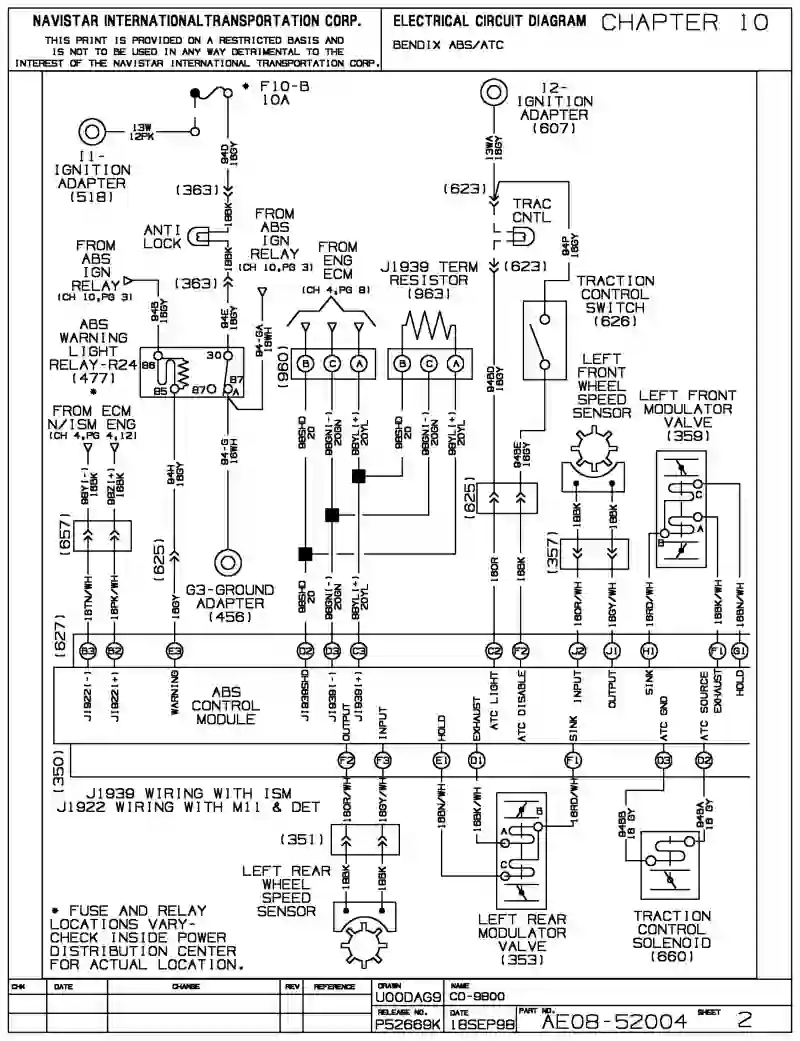 NAVISTAR INTERNATIONAL TRANSPORTATION CORP.
THIS PRINT IS PROVIDED ON A RESTRICTED BASIS AND
IS NOT TO BE USED IN ANY WAY DETRIMENTAL TO THE
INTEREST OF THE NAVISTAR INTERNATIONAL TRANSPORTATION CORP.
ELECTRICAL CIRCUIT DIAGRAM CHAPTER 10
BENDIX ABS/ATC
* F10-B
10A
13W
12PK
I1-
IGNITION
ADAPTER
(518)
94D
18GY
(363)
18BK
ANTI
LOCK
18BK
(363)
94E
18GY
FROM
ABS
IGN
RELAY
(CH 10,PG 3)
94B
18GY
FROM
ABS
IGN
RELAY
(CH 10,PG 3)
94-GA
18WH
FROM
ENG
ECM
(CH 4,PG 8)
J1939 TERM
RESISTOR
(963)
I2-
IGNITION
ADAPTER
(607)
13WA
18GY
(623)
TRAC
CNTL
94P
18GY
(623)
TRACTION
CONTROL
SWITCH
(626)
ABS
WARNING
LIGHT
RELAY-R24
(477)
*
86
30
85
87
87
A
(960)
B
C
A
B
C
A
94BD
18GY
LEFT
FRONT
WHEEL
SPEED
SENSOR
LEFT FRONT
MODULATOR
VALVE
(359)
C
A
B
FROM ECM
N/ISM ENG
(CH 4,PG 4,12)
98Y(-)
18BK
98Z(+)
18BK
94H
18GY
94-G
18WH
98SHD
20
98GN(-)
20GN
98YL(+)
20YL
98SHD
20
98GN(-)
20GN
98YL(+)
20YL
94BE
18GY
(625)
18BK
18BK
(657)
(625)
(357)
G3-GROUND
ADAPTER
(456)
18TN/WH
18PK/WH
18GY
98SHD
20
98GN(-)
20GN
98YL(+)
20YL
18OR
18BK
18OR/WH
18GY/WH
18RD/WH
18BK/WH
18BN/WH
(627)
B3
B2
E3
D2
D3
C3
C2
F2
J2
J1
H1
F1
G1
J1922(-)
J1922(+)
WARNING
ABS
CONTROL
MODULE
J1939SHD
J1939(-)
J1939(+)
ATC LIGHT
ATC DISABLE
INPUT
OUTPUT
SINK
EXHAUST
HOLD
OUTPUT
INPUT
HOLD
EXHAUST
SINK
ATC GND
ATC SOURCE
(350)
F2
F3
E1
D1
F1
D3
D2
J1939 WIRING WITH ISM
J1922 WIRING WITH M11 & DET
18OR/WH
18GY/WH
18BN/WH
18BK/WH
18RD/WH
94BB
18 GY
94BA
18 GY
B
A
C
(351)
18BK
18BK
LEFT REAR
WHEEL
SPEED
SENSOR
LEFT REAR
MODULATOR
VALVE
(353)
TRACTION
CONTROL
SOLENOID
(660)
* FUSE AND RELAY
LOCATIONS VARY-
CHECK INSIDE POWER
DISTRIBUTION CENTER
FOR ACTUAL LOCATION.
CHK DATE CHANGE REV REFERENCE
DRAWN
U00DAG9
NAME
CO-9800
RELEASE NO.
P52669K
DATE
18SEP98
PART NO.
AE08-52004
SHEET
2